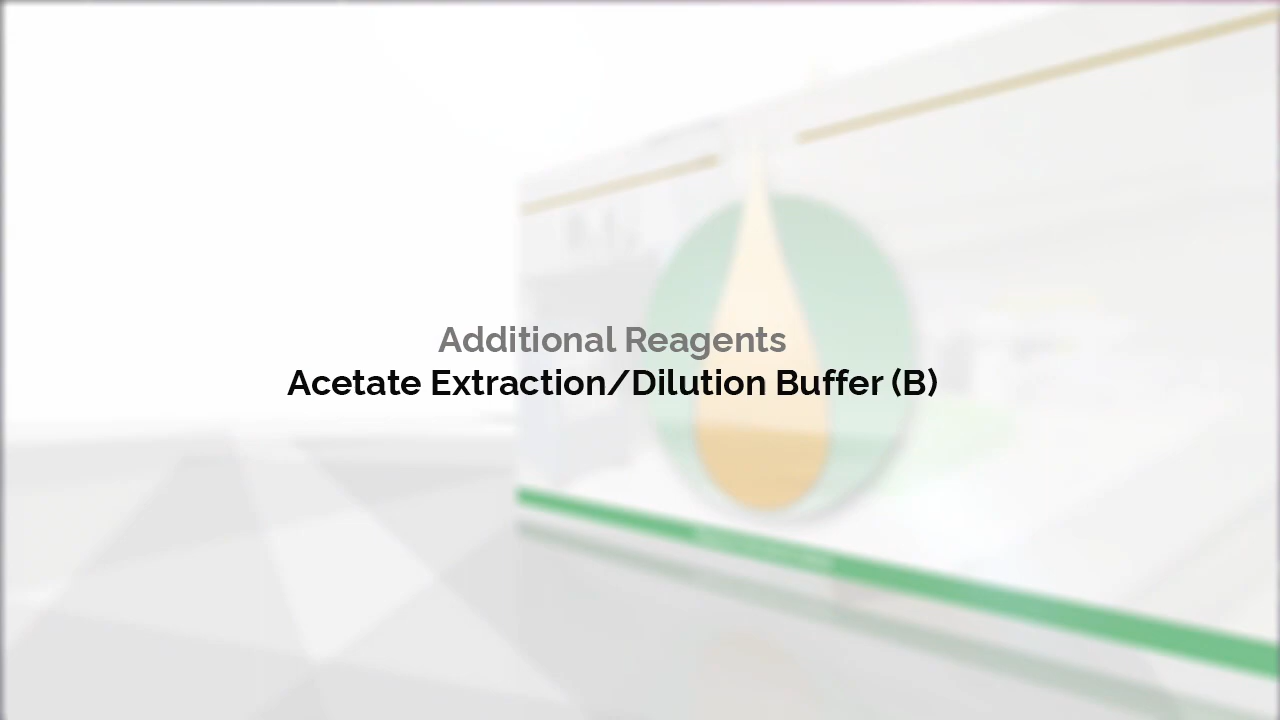 Additional Reagents
Acetate Extraction/Dilution Buffer (B)